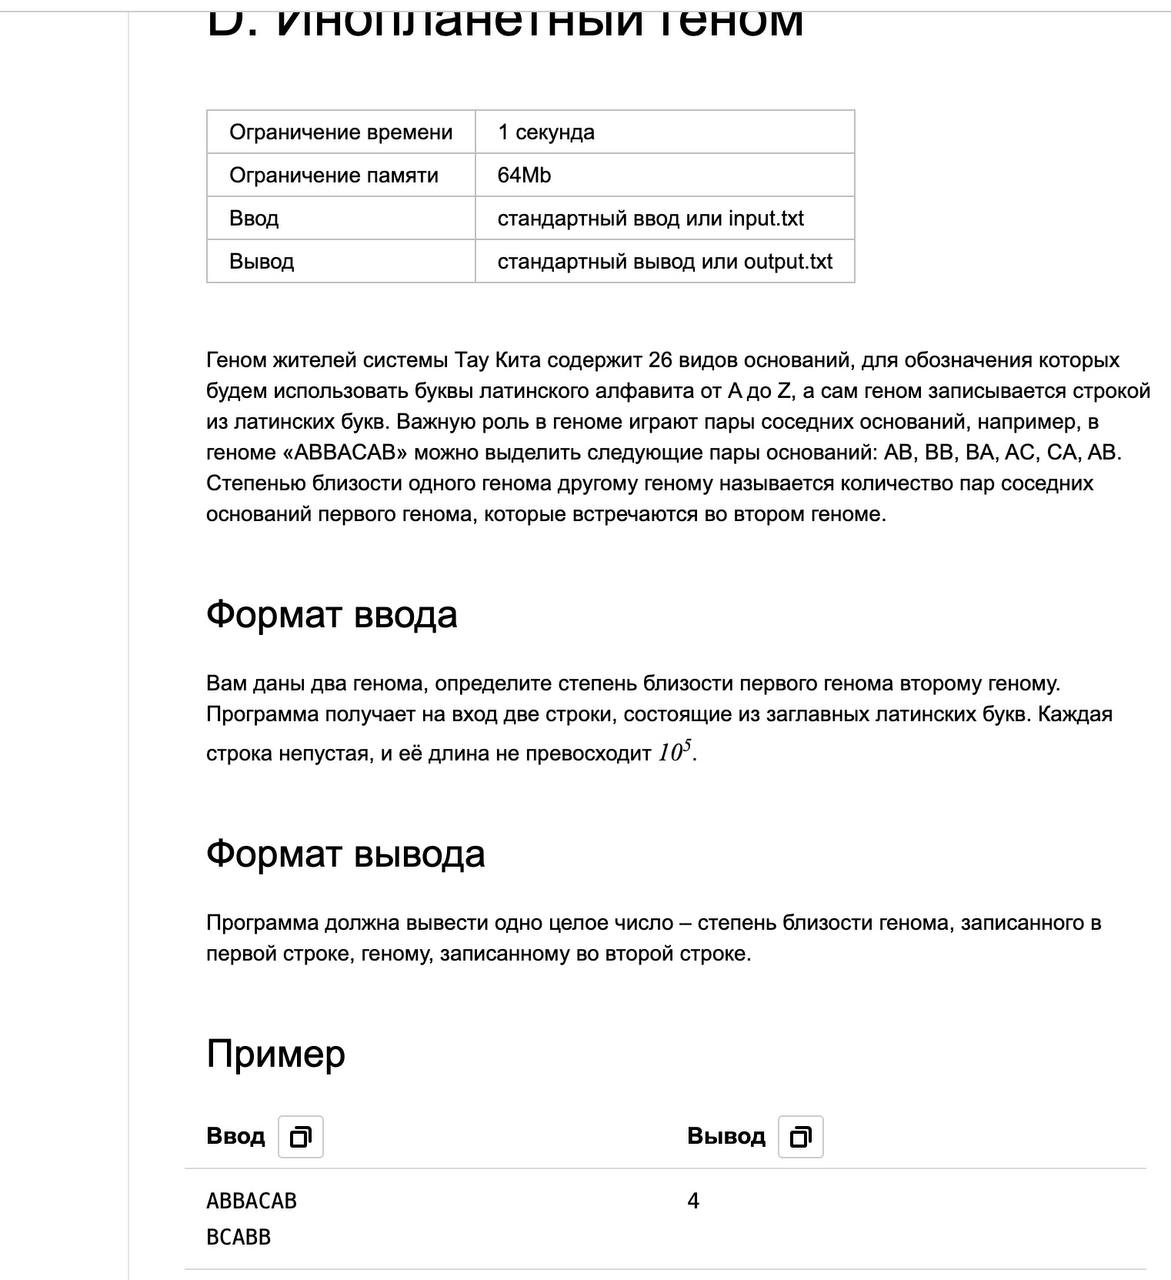 D. Инопланетный геном
Ограничение времени 1 секунда
Ограничение памяти 64Mb
Ввод стандартный ввод или input.txt
Вывод стандартный вывод или output.txt
Геном жителей системы Тау Кита содержит 26 видов оснований, для обозначения которых
будем использовать буквы латинского алфавита от A до Z, а сам геном записывается строкой
из латинских букв. Важную роль в геноме играют пары соседних оснований, например, в
геноме «ABBACAB» можно выделить следующие пары оснований: AB, BB, BA, AC, CA, AB.
Степенью близости одного генома другому геному называется количество пар соседних
оснований первого генома, которые встречаются во втором геноме.
Формат ввода
Вам даны два генома, определите степень близости первого генома второму геному.
Программа получает на вход две строки, состоящие из заглавных латинских букв. Каждая
строка непустая, и её длина не превосходит 10⁵.
Формат вывода
Программа должна вывести одно целое число – степень близости генома, записанного в
первой строке, геному, записанному во второй строке.
Пример
Ввод Вывод
ABBACAB 4
BCABB